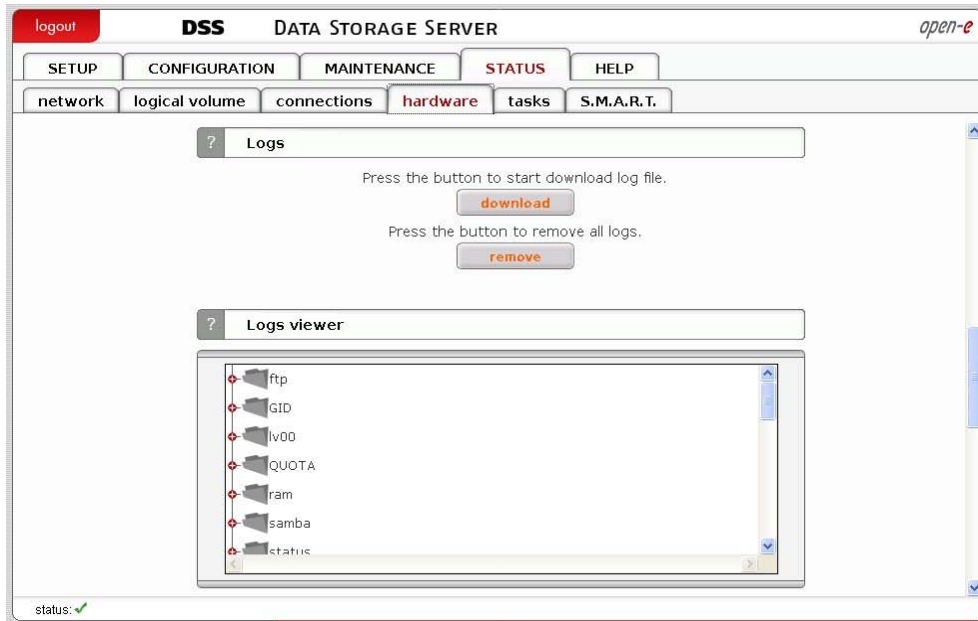 logout DSS DATA STORAGE SERVER open-e
SETUP CONFIGURATION MAINTENANCE STATUS HELP
network logical volume connections hardware tasks S.M.A.R.T.
? Logs
Press the button to start download log file.
download
Press the button to remove all logs.
remove
? Logs viewer
ftp
GID
lv00
QUOTA
ram
samba
status
status: